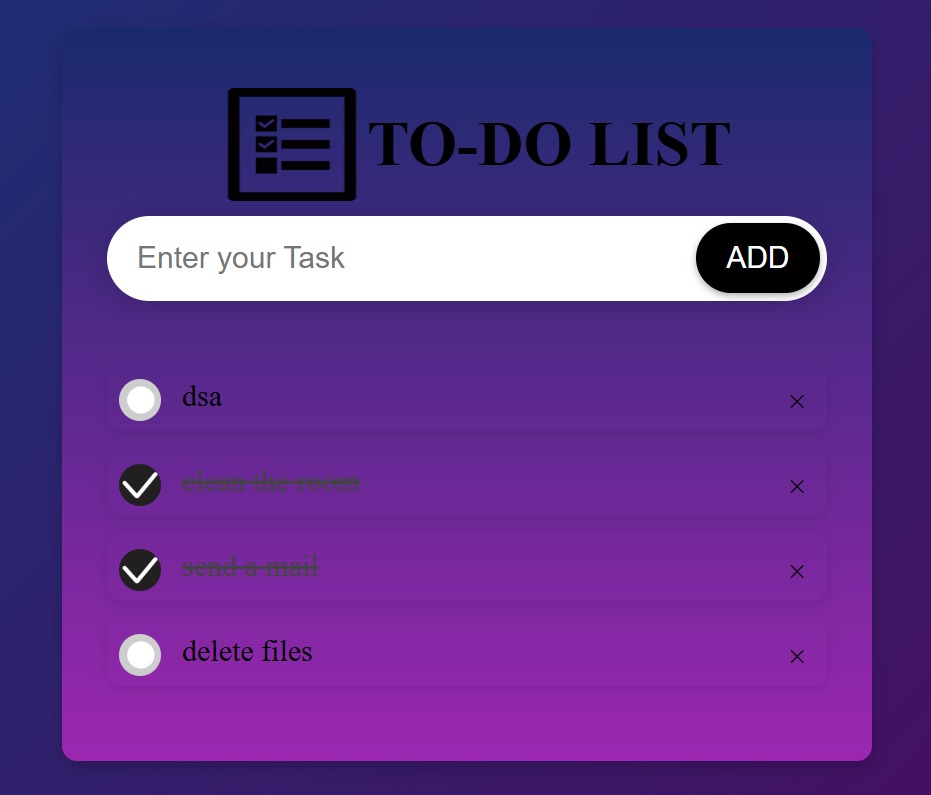 TO-DO LIST
Enter your Task
ADD
dsa
×
clean the room
×
send a mail
×
delete files
×